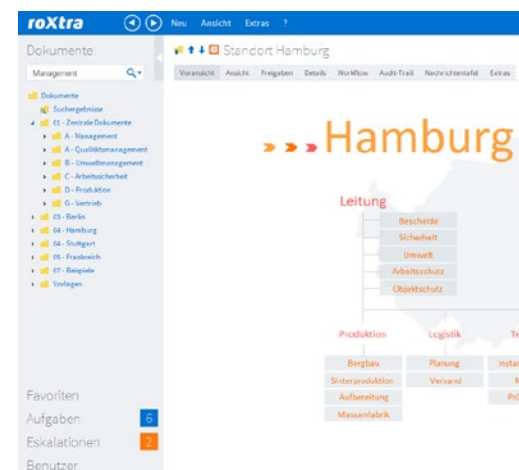 roXtra Neu Ansicht Extras ?
Dokumente
Standort Hamburg
Management
Voransicht Ansicht Freigaben Details Workflow Audit-Trail Nachrichtentafel Extras
Dokumente
Suchergebnisse
01 - Zentrale Dokumente
A - Management
A - Qualitätsmanagement
B - Umweltmanagement
C - Arbeitssicherheit
D - Produktion
G - Vertrieb
03 - Berlin
04 - Hamburg
04 - Stuttgart
05 - Frankreich
07 - Beispiele
Vorlagen
Favoriten
Aufgaben 6
Eskalationen 2
Benutzer
Hamburg
Leitung
Bescheide
Sicherheit
Umwelt
Arbeitsschutz
Objektschutz
Produktion Logistik
Bergbau Planung
Sinterproduktion Versand
Aufbereitung
Massenfabrik